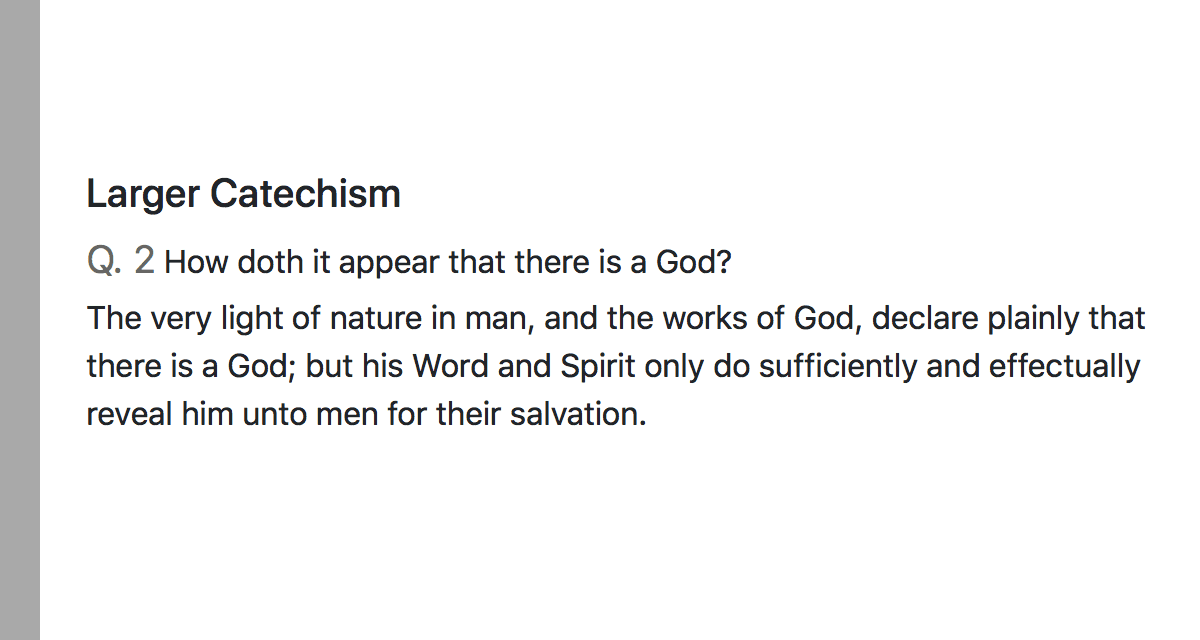 Larger Catechism
Q. 2 How doth it appear that there is a God?
The very light of nature in man, and the works of God, declare plainly that
there is a God; but his Word and Spirit only do sufficiently and effectually
reveal him unto men for their salvation.